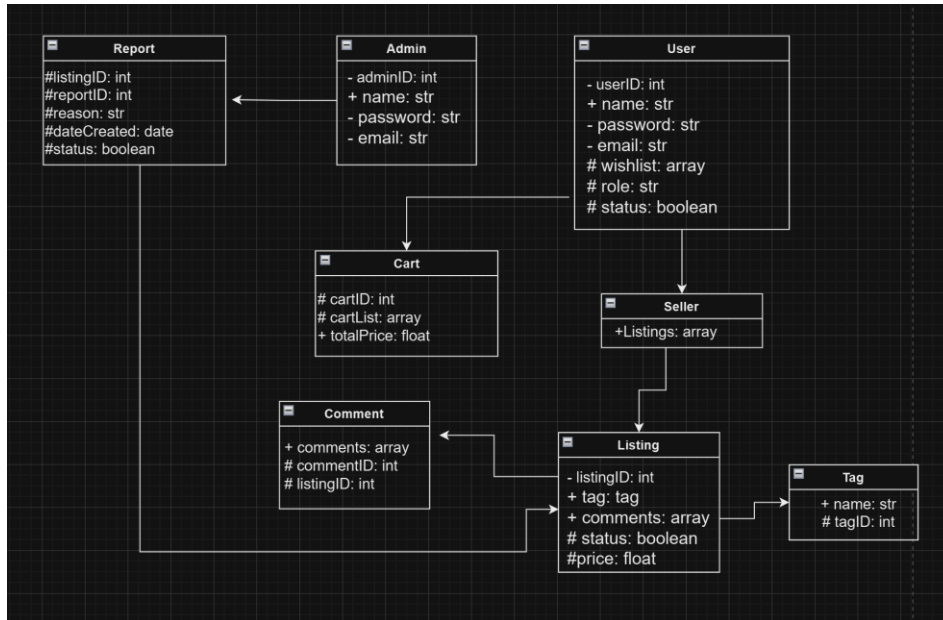 Report
#listingID: int
#reportID: int
#reason: str
#dateCreated: date
#status: boolean
Admin
- adminID: int
+ name: str
- password: str
- email: str
User
- userID: int
+ name: str
- password: str
- email: str
# wishlist: array
# role: str
# status: boolean
Cart
# cartID: int
# cartList: array
+ totalPrice: float
Seller
+Listings: array
Comment
+ comments: array
# commentID: int
# listingID: int
Listing
- listingID: int
+ tag: tag
+ comments: array
# status: boolean
#price: float
Tag
+ name: str
# tagID: int